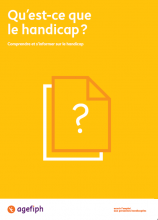 Qu'est-ce que
le handicap ?
Comprendre et s'informer sur le handicap
?
agefiph